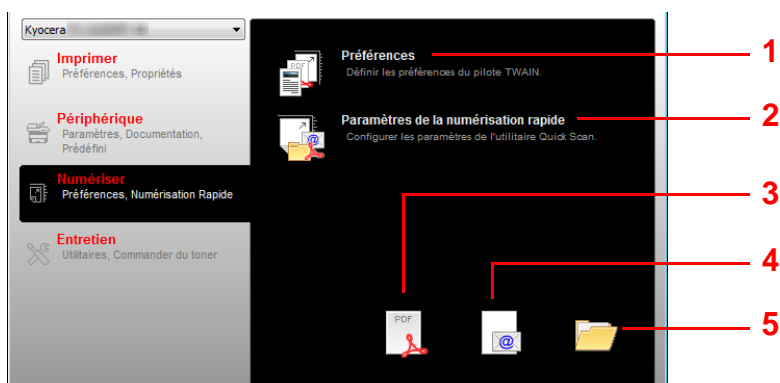 Kyocera
Imprimer
Préférences, Propriétés
Périphérique
Paramètres, Documentation,
Prédéfini
Numériser
Préférences, Numérisation Rapide
Entretien
Utilitaires, Commander du toner
Préférences
Définir les préférences du pilote TWAIN.
Paramètres de la numérisation rapide
Configurer les paramètres de l'utilitaire Quick Scan.
PDF
PDF
@
@
1
2
3
4
5